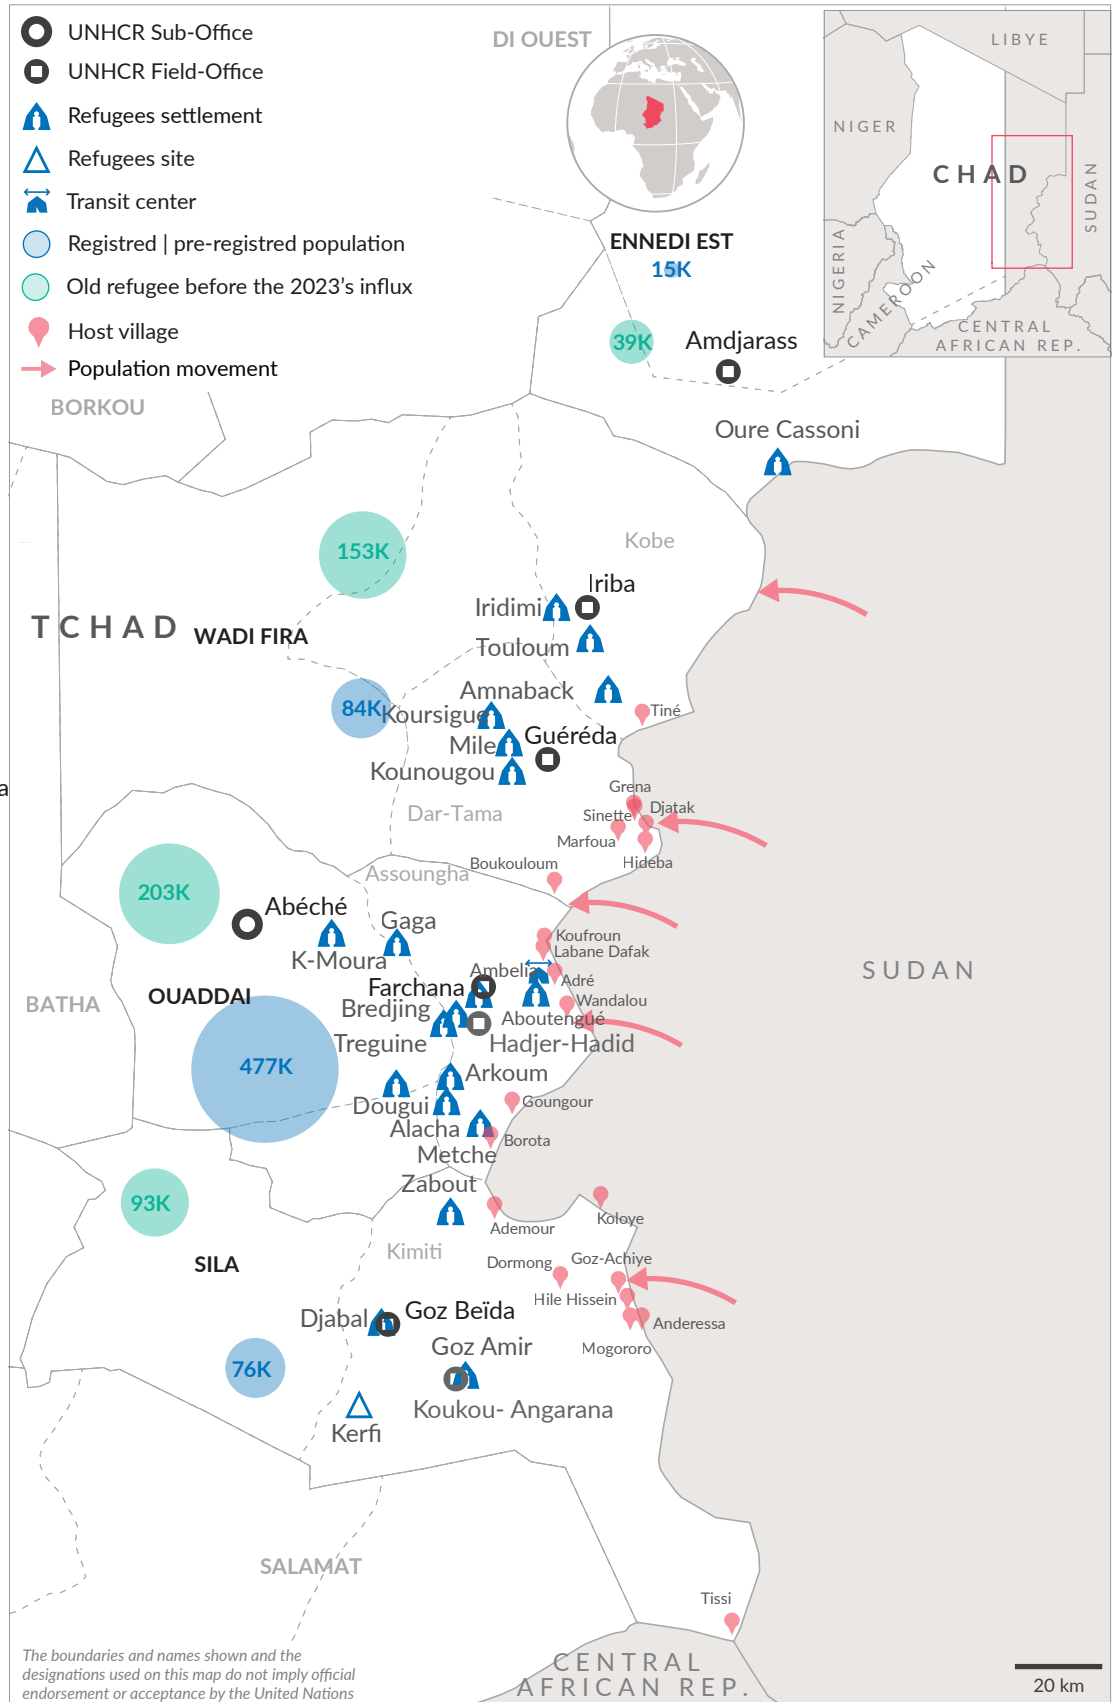 UNHCR Sub-Office
UNHCR Field-Office
Refugees settlement
Refugees site
Transit center
Registred | pre-registred population
Old refugee before the 2023's influx
Host village
Population movement
DI OUEST
LIBYE
NIGER
CHAD
SUDAN
NIGERIA
CAMEROON
CENTRAL
AFRICAN REP.
ENNEDI EST
15K
39K
Amdjarass
BORKOU
Oure Cassoni
153K
Kobe
Iriba
Iridimi
TCHAD
WADI FIRA
Touloum
Amnaback
84K
Koursigue
Tiné
Guéréda
Mile
Kounougou
a
Grena
Djatak
Dar-Tama
Sinette
Marfoua
Hideba
Boukouloum
Assoungha
203K
Abéché
Gaga
Koufroun
Labane Dafak
K-Moura
Ambelia
SUDAN
Adré
Farchana
OUADDAI
BATHA
Wandalou
Bredjing
Aboutengué
Treguine
Hadjer-Hadid
477K
Arkoum
Dougui
Goungour
Alacha
Borota
Metche
Zabout
93K
Koloye
Ademour
Kimiti
Goz-Achiye
Dormong
SILA
Hile Hissein
Djabal
Goz Beïda
Anderessa
Goz Amir
Mogororo
76K
Koukou- Angarana
Kerfi
SALAMAT
Tissi
The boundaries and names shown and the
designations used on this map do not imply official
endorsement or acceptance by the United Nations
CENTRAL
AFRICAN REP.
20 km